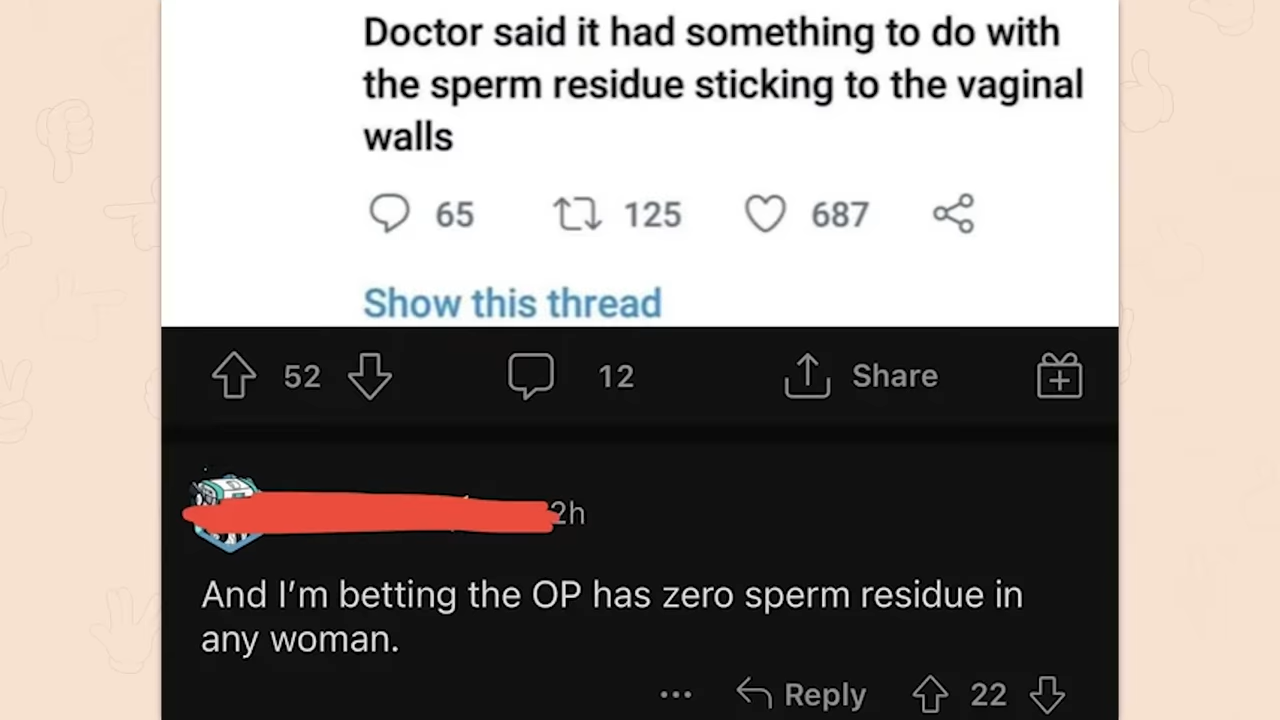 Doctor said it had something to do with
the sperm residue sticking to the vaginal
walls
65 125 687
Show this thread
52 12 Share
2h
And I'm betting the OP has zero sperm residue in
any woman.
... Reply 22